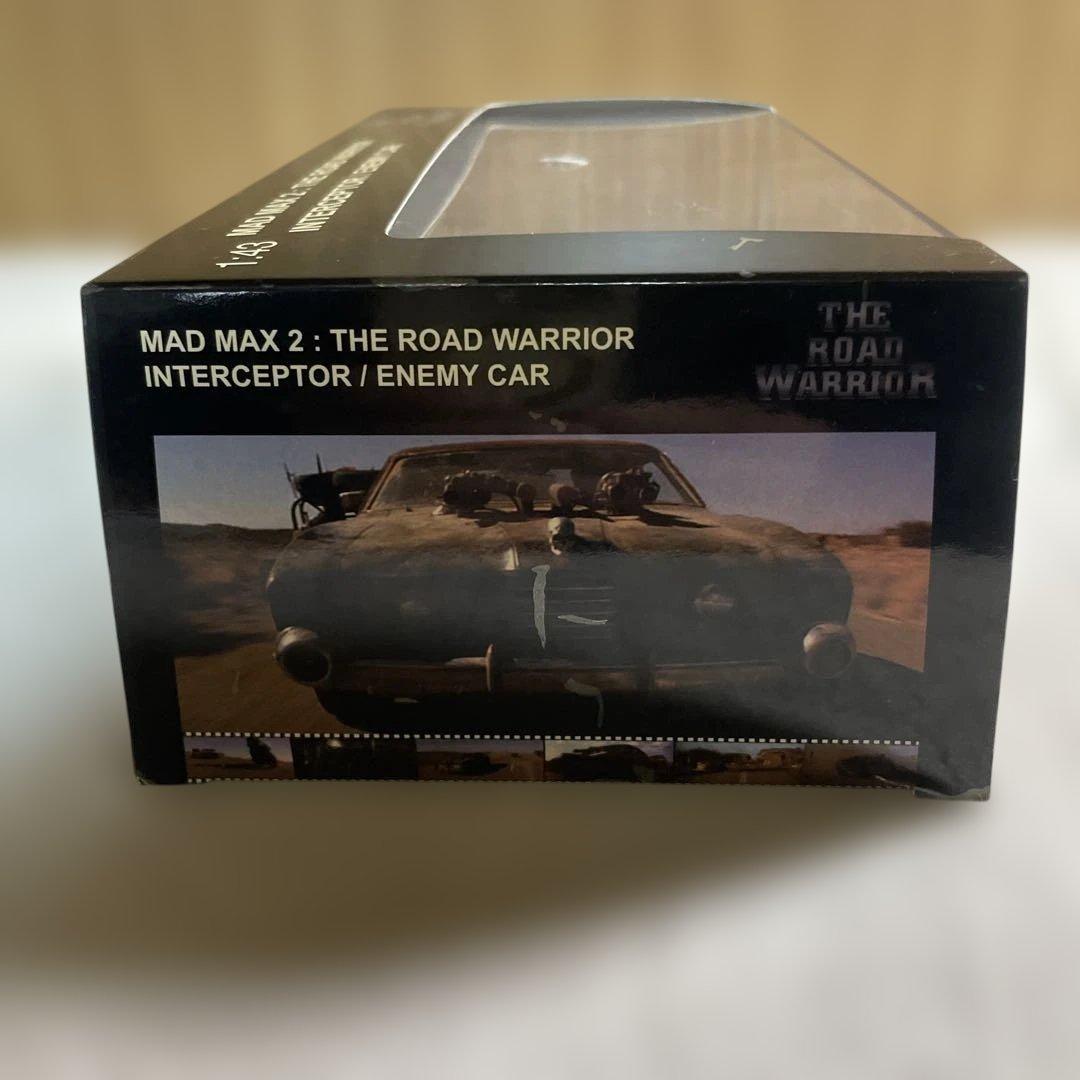 1:43 MAD MAX 2 : THE ROAD WARRIOR
INTERCEPTOR / ENEMY CAR
MAD MAX 2 : THE ROAD WARRIOR
INTERCEPTOR / ENEMY CAR
THE
ROAD
WARRIOR